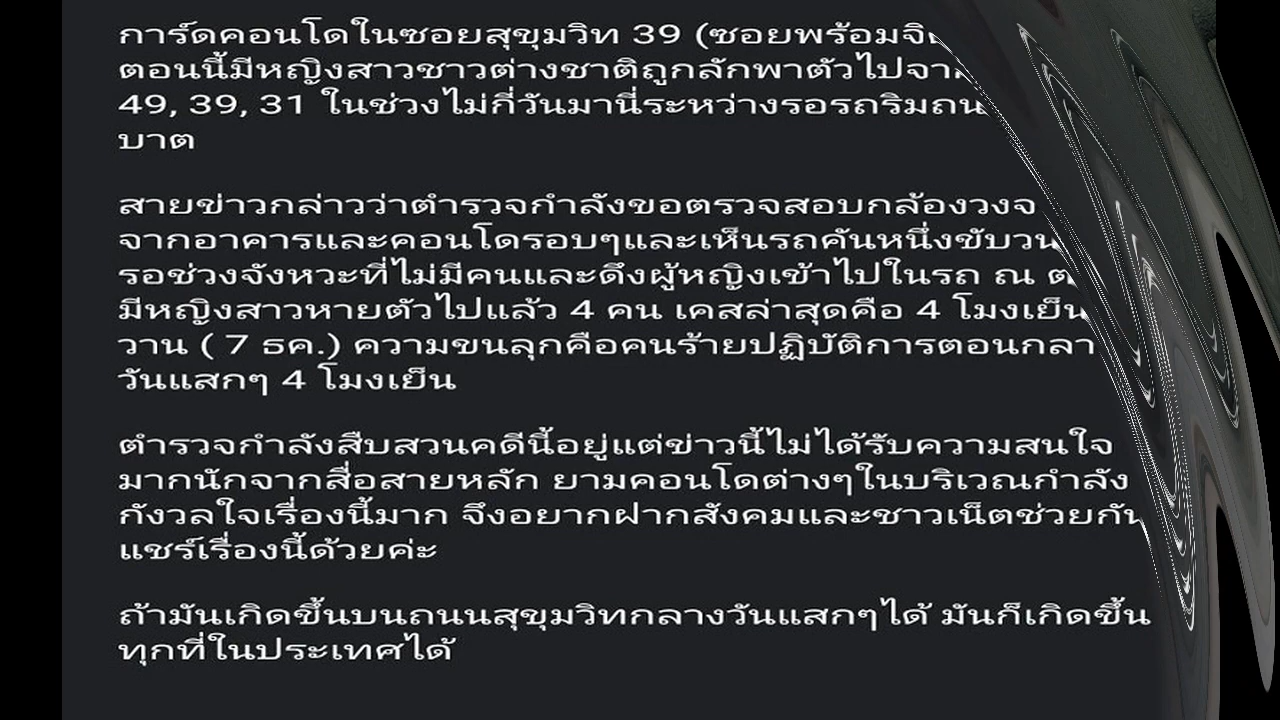 การ์ดคอนโดในซอยสุขุมวิท 39 (ซอยพร้อม
ตอนนี้มีหญิงสาวชาวต่างชาติถูกลักพาตัวไป
49, 39, 31 ในช่วงไม่กี่วันมานี่ระหว่างรอรถริม
บาต
สายข่าวกล่าวว่าตำรวจกำลังขอตรวจสอบกล้อง
จากอาคารและคอนโดรอบๆและเห็นรถคันหนึ่งขับ
รอช่วงจังหวะที่ไม่มีคนและดึงผู้หญิงเข้าไปในรถ ณ
มีหญิงสาวหายตัวไปแล้ว 4 คน เคสล่าสุดคือ 4 โมงเย็น
วาน ( 7 ธค.) ความขนลุกคือคนร้ายปฏิบัติการตอนกลา
วันแสกๆ 4 โมงเย็น
ตำรวจกำลังสืบสวนคดีนี้อยู่แต่ข่าวนี้ไม่ได้รับความสนใจ
มากนักจากสื่อสายหลัก ยามคอนโดต่างๆในบริเวณกำลัง
กังวลใจเรื่องนี้มาก จึงอยากฝากสังคมและชาวเน็ตช่วยกัน
แชร์เรื่องนี้ด้วยค่ะ
ถ้ามันเกิดขึ้นบนถนนสุขุมวิทกลางวันแสกๆได้ มันก็เกิดขึ้น
ทุกที่ในประเทศได้